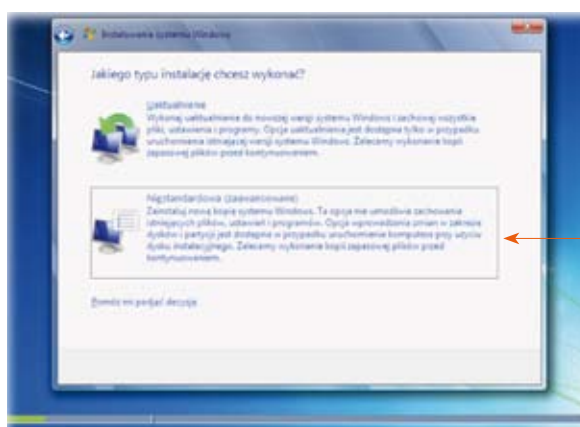 Instalowanie systemu Windows
Jakiego typu instalację chcesz wykonać?
Uaktualnienie
Wykonaj uaktualnienie do nowszej wersji systemu Windows i zachowaj wszystkie
pliki, ustawienia i programy. Opcja uaktualnienia jest dostępna tylko w przypadku
uruchomienia istniejącej wersji systemu Windows. Zalecamy wykonanie kopii
zapasowej plików przed kontynuowaniem.
Niestandardowa (zaawansowane)
Zainstaluj nową kopię systemu Windows. Ta opcja nie umożliwia zachowania
istniejących plików, ustawień i programów. Opcja wprowadzania zmian w zakresie
dysków i partycji jest dostępna w przypadku uruchomienia komputera przy użyciu
dysku instalacyjnego. Zalecamy wykonanie kopii zapasowej plików przed
kontynuowaniem.
Pomóż mi podjąć decyzję